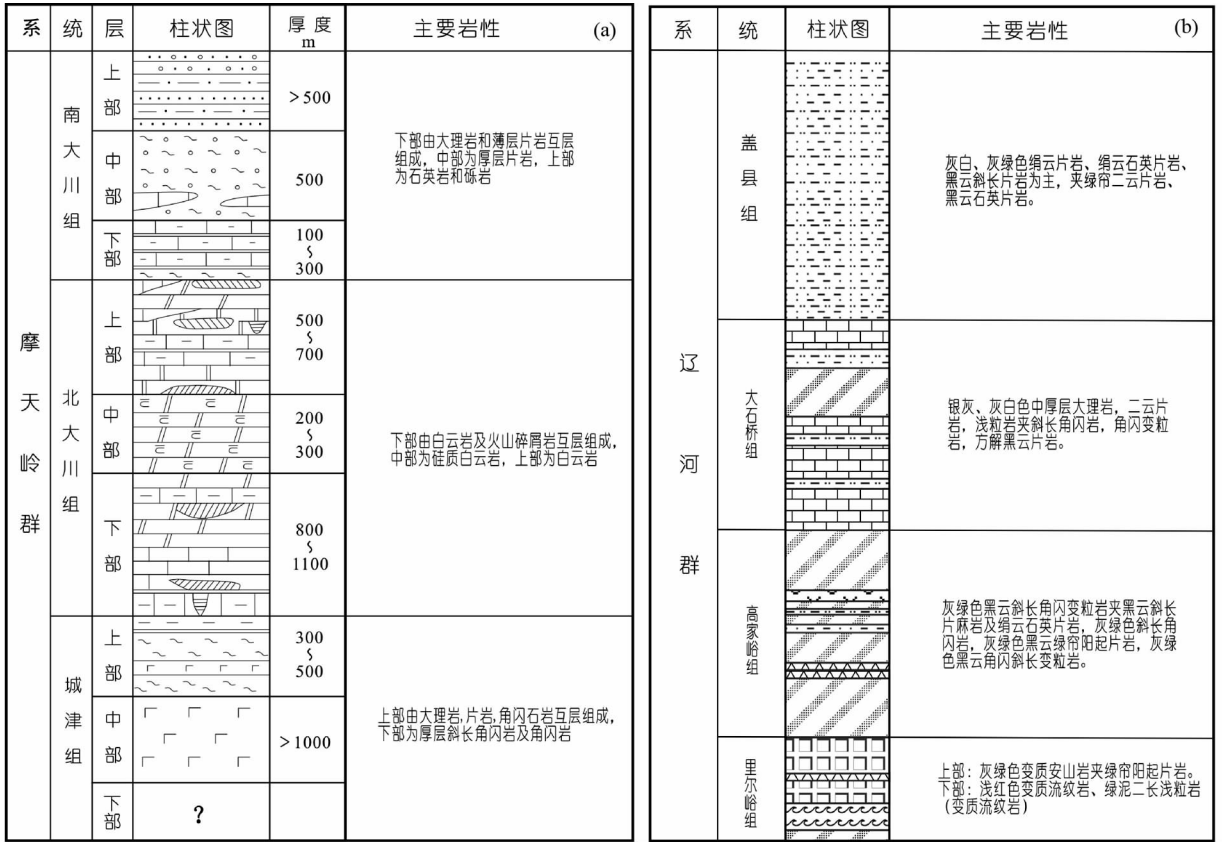 系 统 层 柱状图 厚度 m 主要岩性 (a)
摩天岭群
南大川组
上部
>500
中部
500
下部
100
~
300
下部由大理岩和薄层片岩互层
组成，中部为厚层片岩，上部
为石英岩和砾岩
北大川组
上部
500
~
700
中部
200
~
300
下部
800
~
1100
下部由白云岩及火山碎屑岩互层组成，
中部为硅质白云岩，上部为白云岩
城津组
上部
300
~
500
中部
>1000
下部
?
上部由大理岩,片岩,角闪石岩互层组成，
下部为厚层斜长角闪岩及角闪岩
系 统 柱状图 主要岩性 (b)
辽河群
盖县组
灰白、灰绿色绢云片岩、绢云石英片岩、
黑云斜长片岩为主，夹绿帘二云片岩、
黑云石英片岩。
大石桥组
银灰、灰白色中厚层大理岩，二云片
岩，浅粒岩夹斜长角闪岩，角闪变粒
岩，方解黑云片岩。
高家峪组
灰绿色黑云斜长角闪变粒岩夹黑云斜长
片麻岩及绢云石英片岩，灰绿色斜长角
闪岩，灰绿色黑云绿帘阳起片岩，灰绿
色黑云角闪斜长变粒岩。
里尔峪组
上部：灰绿色变质安山岩夹绿帘阳起片岩。
下部：浅红色变质流纹岩、绿泥二长浅粒岩
（变质流纹岩）